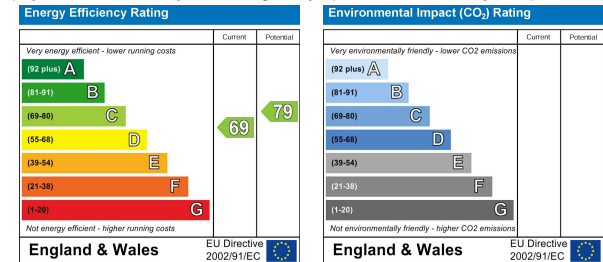 Energy Efficiency Rating
Current Potential
Very energy efficient - lower running costs
(92 plus) A
(81-91) B
(69-80) C
(55-68) D
(39-54) E
(21-38) F
(1-20) G
69
79
Not energy efficient - higher running costs
England & Wales
EU Directive
2002/91/EC
Environmental Impact (CO₂) Rating
Current Potential
Very environmentally friendly - lower CO2 emissions
(92 plus) A
(81-91) B
(69-80) C
(55-68) D
(39-54) E
(21-38) F
(1-20) G
Not environmentally friendly - higher CO2 emissions
England & Wales
EU Directive
2002/91/EC